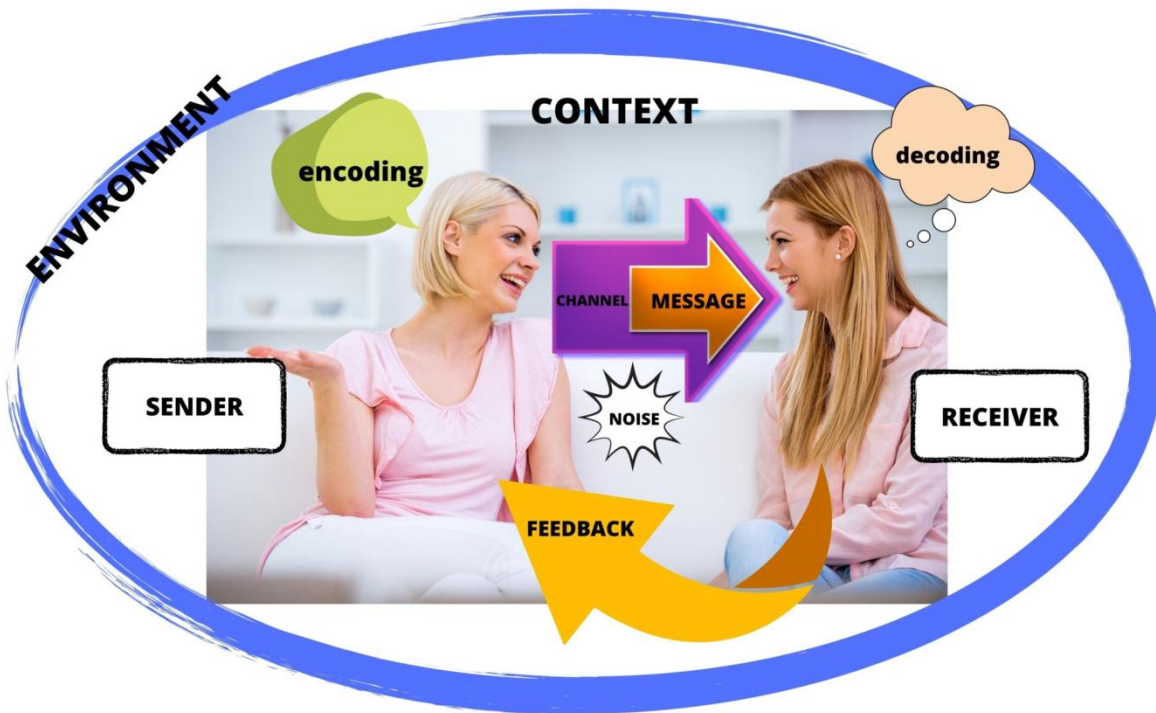 CONTEXT
ENVIRONMENT
encoding
decoding
CHANNEL
MESSAGE
SENDER
NOISE
RECEIVER
FEEDBACK